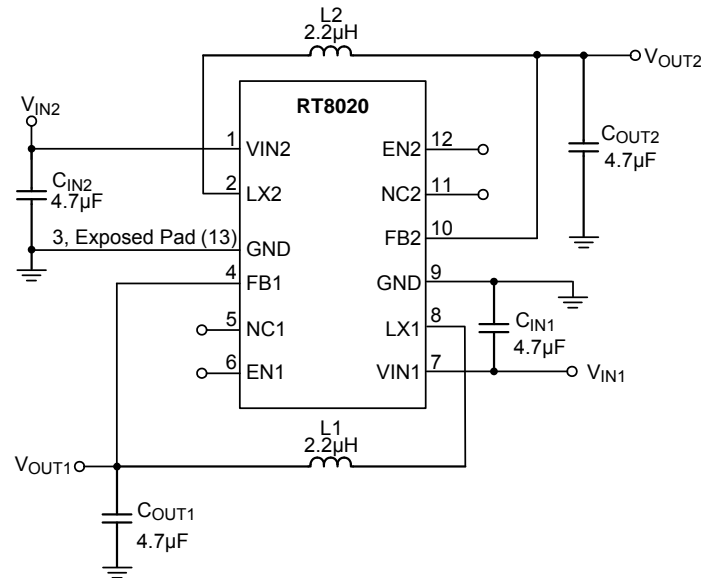 L2
2.2µH
VOUT2
RT8020
VIN2
1
VIN2
EN2
12
COUT2
4.7µF
CIN2
4.7µF
2
LX2
NC2
11
3, Exposed Pad (13)
GND
FB2
10
4
FB1
GND
9
5
NC1
LX1
8
CIN1
4.7µF
6
EN1
VIN1
7
VIN1
L1
2.2µH
VOUT1
COUT1
4.7µF